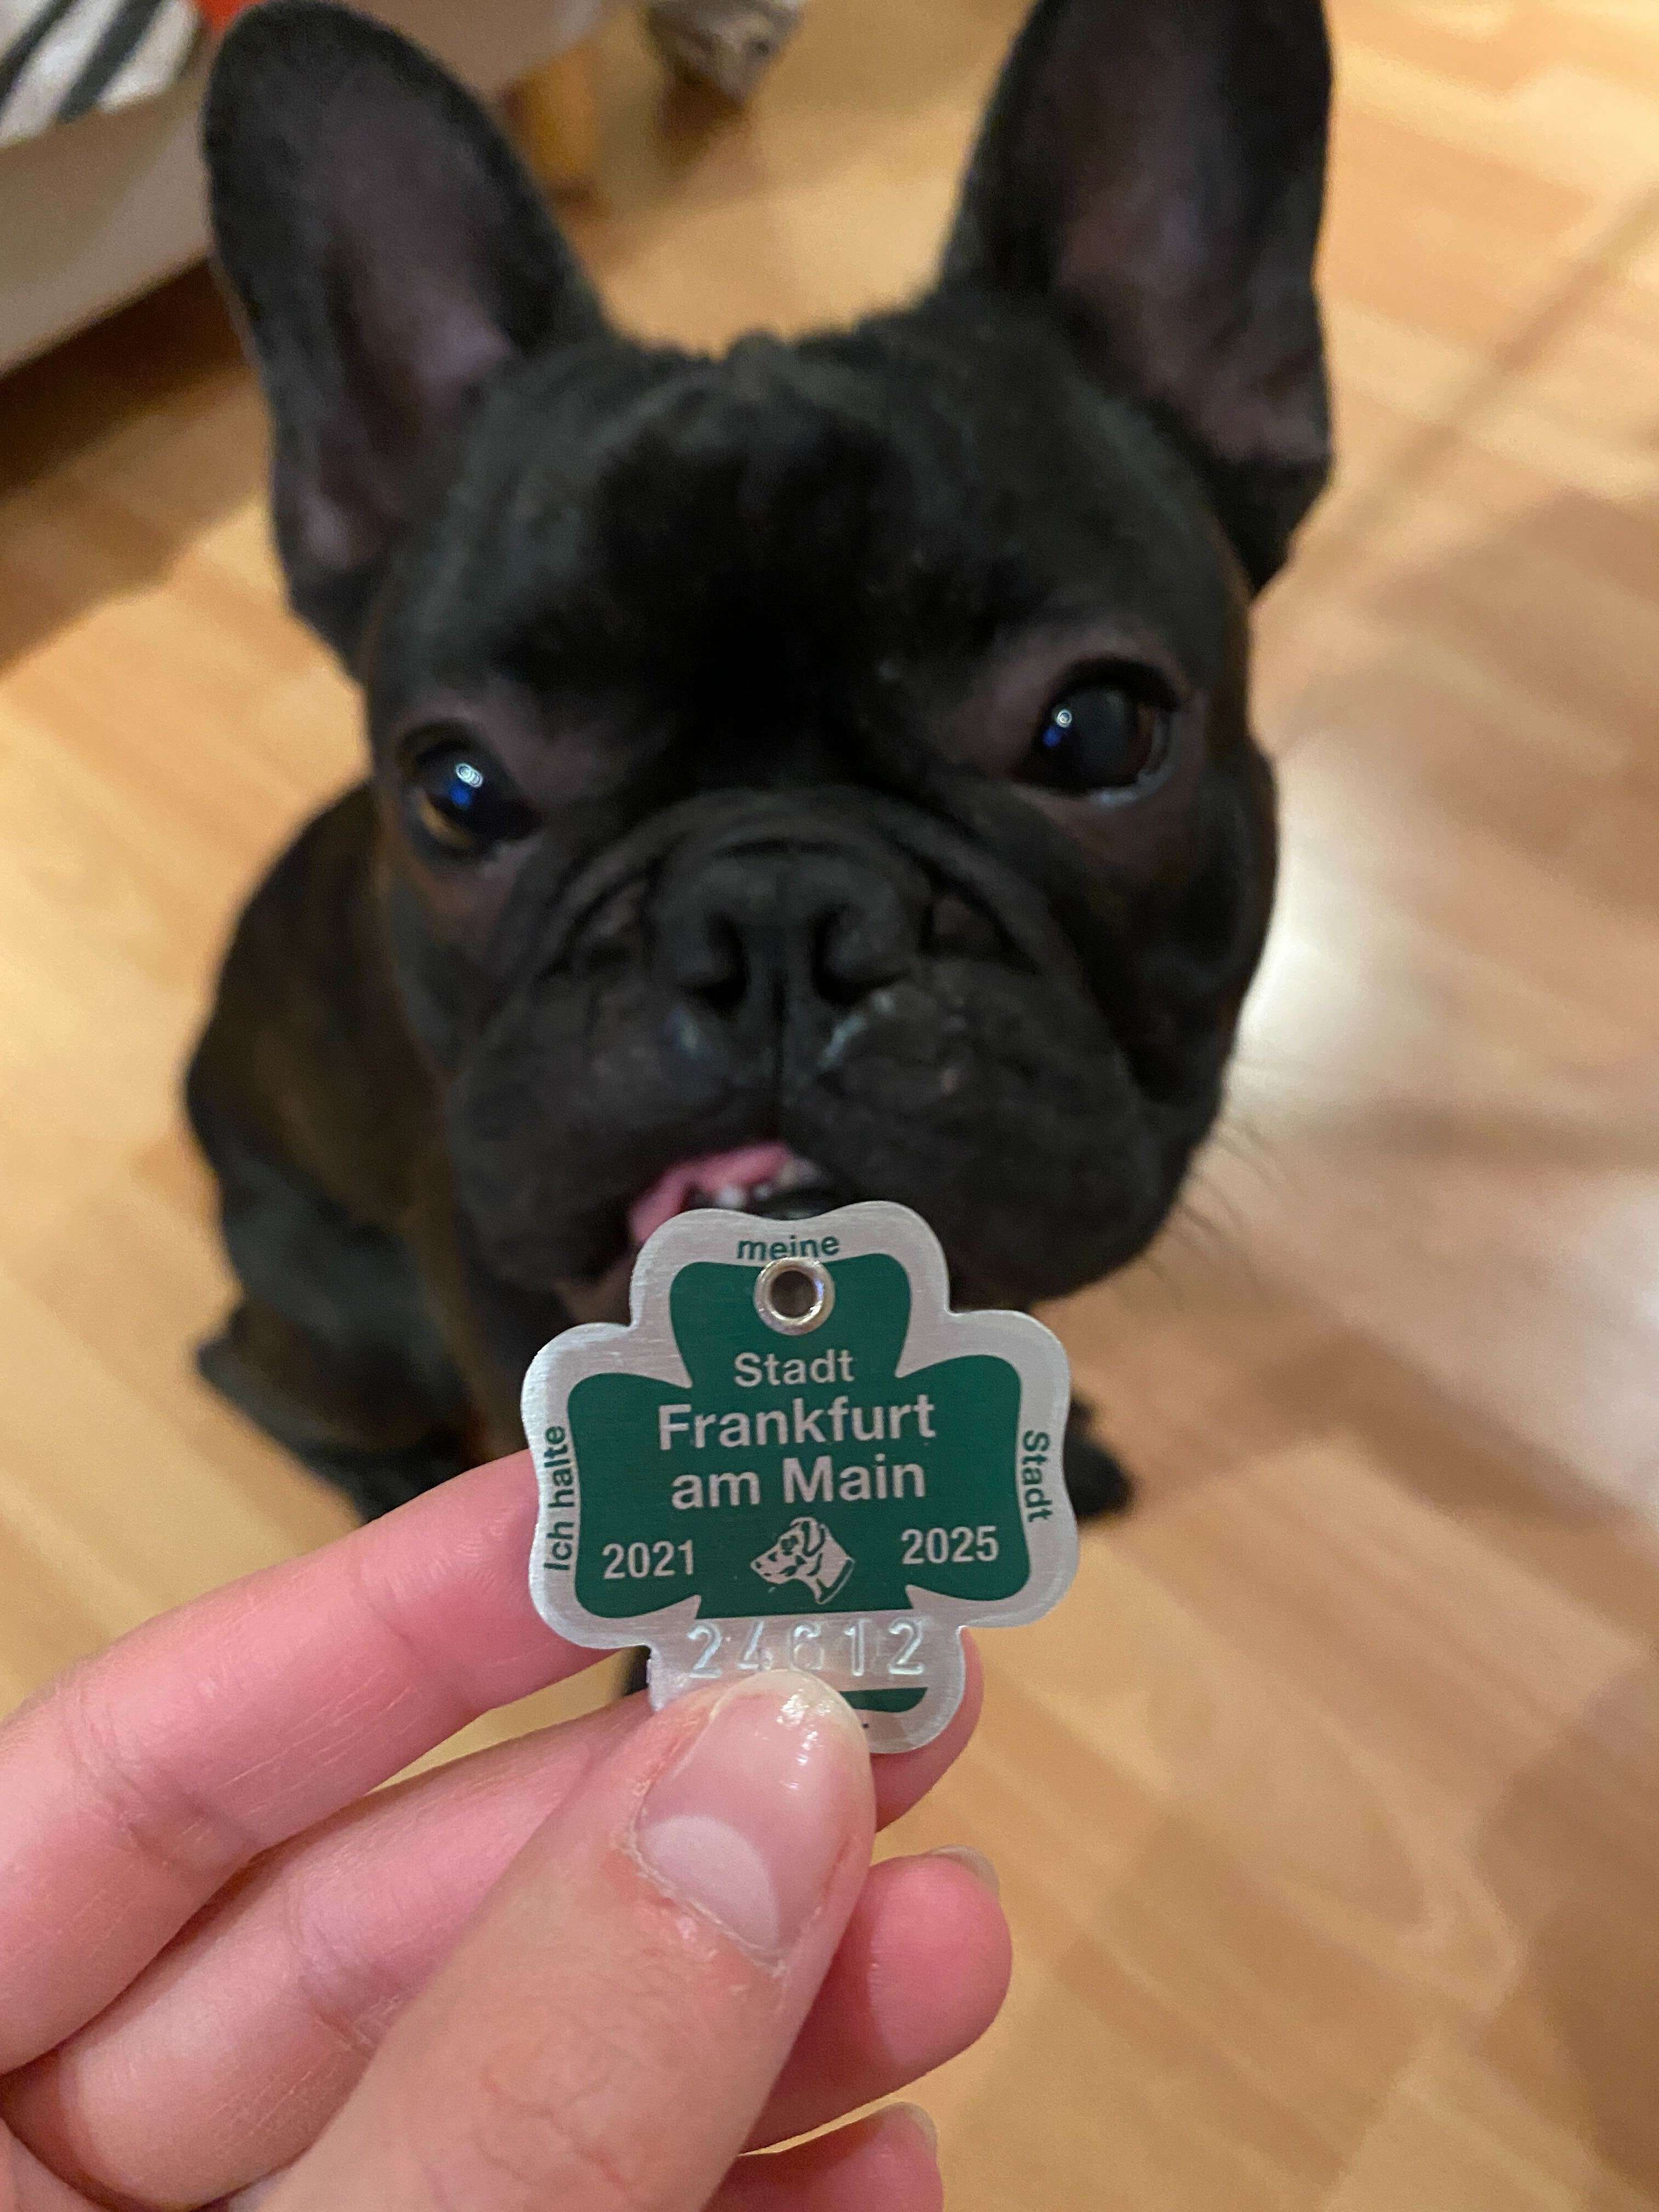 Ich halte
meine
Stadt
Stadt
Frankfurt
am Main
2021 2025
24612